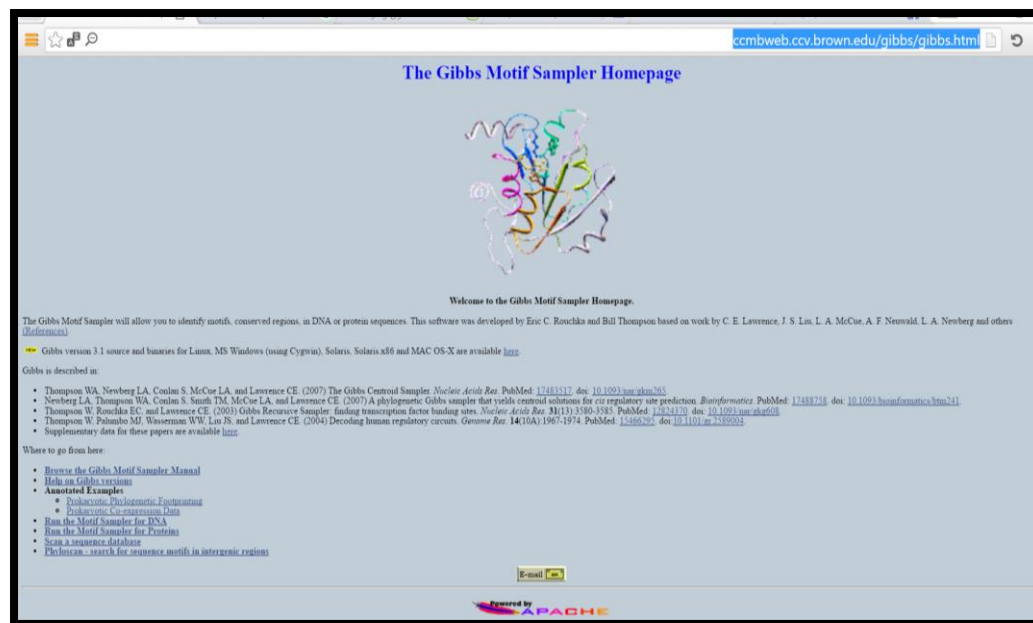 ccmbweb.ccv.brown.edu/gibbs/gibbs.html
The Gibbs Motif Sampler Homepage
Welcome to the Gibbs Motif Sampler Homepage.
The Gibbs Motif Sampler will allow you to identify motifs, conserved regions, in DNA or protein sequences. This software was developed by Eric C. Rouchka and Bill Thompson based on work by C. E. Lawrence, J. S. Liu, L. A. McCue, A. F. Neuwald, L. A. Newberg and others
(References).
NEW Gibbs version 3.1 source and binaries for Linux, MS Windows (using Cygwin), Solaris, Solaris x86 and MAC OS-X are available here.
Gibbs is described in:
• Thompson WA, Newberg LA, Conlan S, McCue LA, and Lawrence CE. (2007) The Gibbs Centroid Sampler. Nucleic Acids Res. PubMed: 17483517. doi: 10.1093/nar/gkm265.
• Newberg LA, Thompson WA, Conlan S, Smith TM, McCue LA, and Lawrence CE. (2007) A phylogenetic Gibbs sampler that yields centroid solutions for cis regulatory site prediction. Bioinformatics. PubMed: 17488758. doi: 10.1093/bioinformatics/btm241.
• Thompson W, Rouchka EC, and Lawrence CE. (2003) Gibbs Recursive Sampler: finding transcription factor binding sites. Nucleic Acids Res. 31(13):3580-3585. PubMed: 12824370. doi: 10.1093/nar/gkg608.
• Thompson W, Palumbo MJ, Wasserman WW, Liu JS, and Lawrence CE. (2004) Decoding human regulatory circuits. Genome Res. 14(10A):1967-1974. PubMed: 15466295. doi:10.1101/gr.2589004.
• Supplementary data for these papers are available here.
Where to go from here:
• Browse the Gibbs Motif Sampler Manual
• Help on Gibbs versions
• Annotated Examples
• Prokaryotic Phylogenetic Footprinting
• Prokaryotic Co-expression Data
• Run the Motif Sampler for DNA
• Run the Motif Sampler for Proteins
• Scan a sequence database
• Phyloscan - search for sequence motifs in intergenic regions
E-mail
Powered by
APACHE